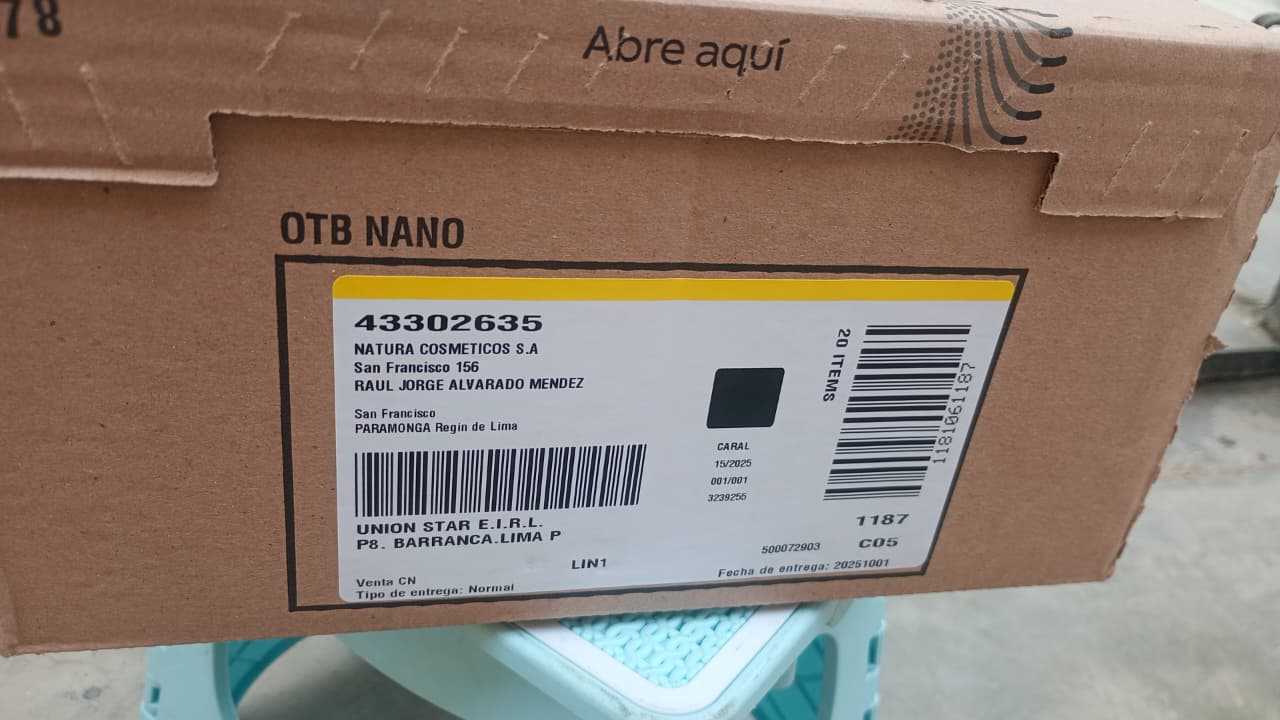 78
Abre aquí
OTB NANO
43302635
NATURA COSMETICOS S.A
San Francisco 156
RAUL JORGE ALVARADO MENDEZ
San Francisco
PARAMONGA Regin de Lima
UNION STAR E.I.R.L.
P8. BARRANCA.LIMA P
LIN1
Venta CN
Tipo de entrega: Normal
CARAL
15/2025
001/001
3239255
20 ITEMS
1181061187
1187
500072903
C05
Fecha de entrega: 20251001